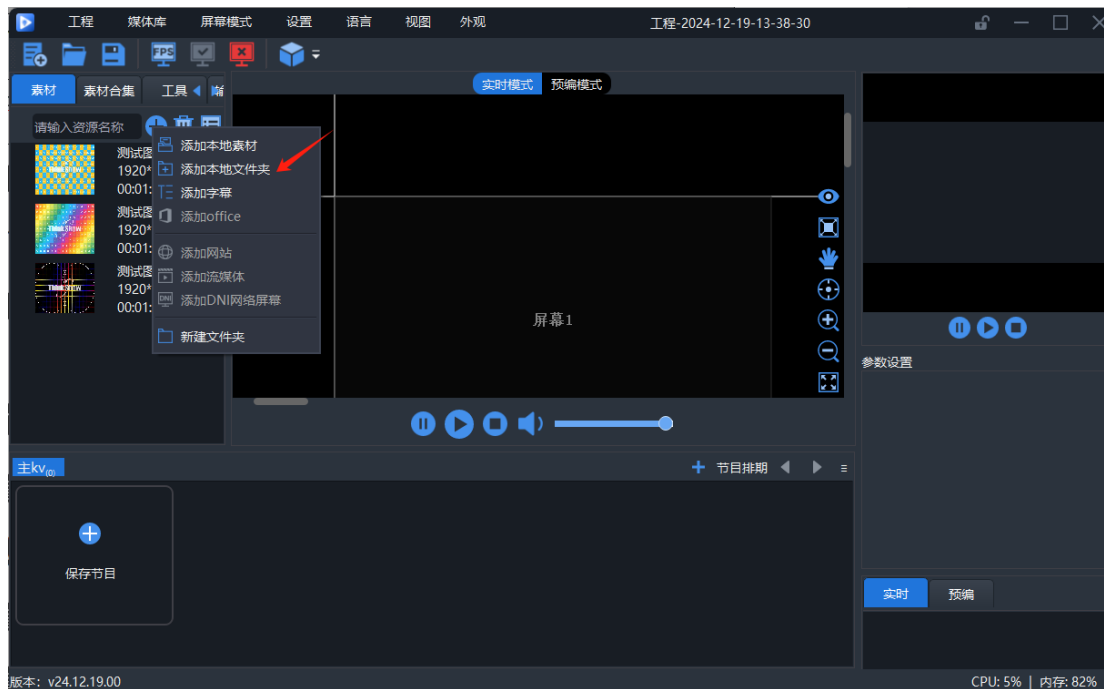 工程 媒体库 屏幕模式 设置 语言 视图 外观 工程-2024-12-19-13-38-30
FPS
实时模式 预编模式
素材 素材合集 工具
请输入资源名称
添加本地素材
添加本地文件夹
添加字幕
添加office
添加网站
添加流媒体
DNI 添加DNI网络屏幕
新建文件夹
测试图
1920*
00:01:
测试图
1920*
00:01:
测试图
1920*
00:01:
屏幕1
参数设置
主kv(0) 节目排期
保存节目
实时 预编
版本: v24.12.19.00 CPU: 5% | 内存: 82%